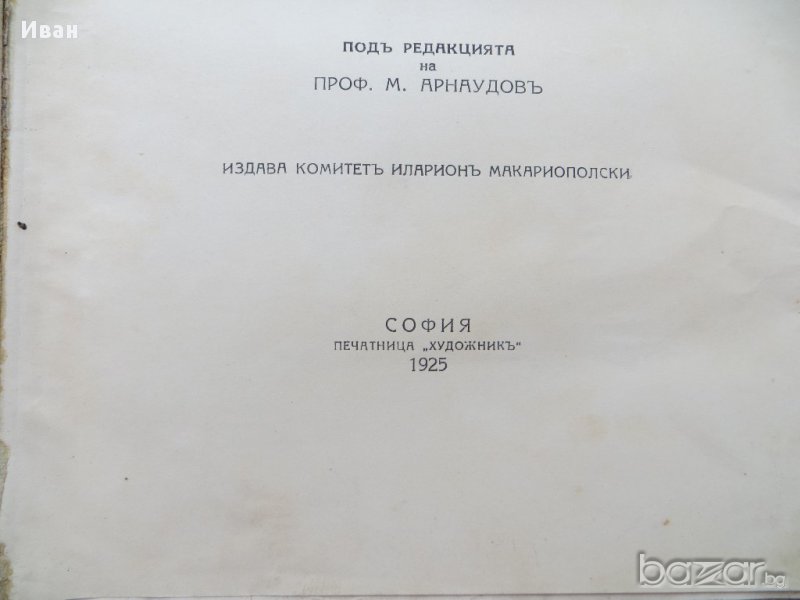 Иван
ПОДЪ РЕДАКЦИЯТА
на
ПРОФ. М. АРНАУДОВЪ
ИЗДАВА КОМИТЕТЪ ИЛАРИОНЪ МАКАРИОПОЛСКИ
СОФИЯ
ПЕЧАТНИЦА „ХУДОЖНИКЪ“
1925
bazar.bg